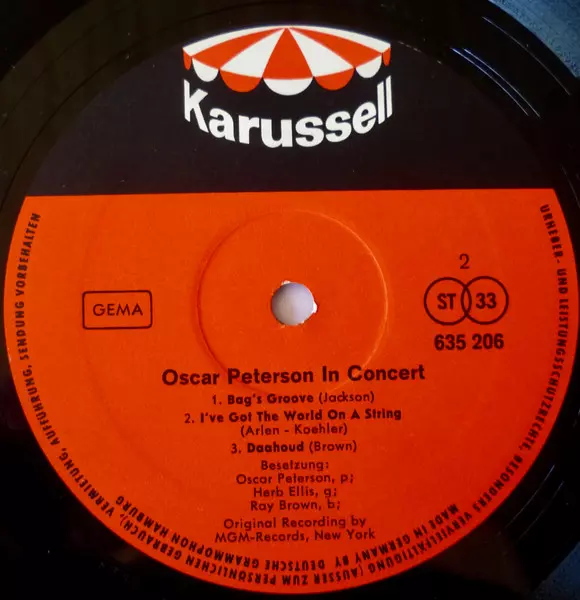 Karussell
GEMA
2
ST 33
635 206
Oscar Peterson In Concert
1. Bag's Groove (Jackson)
2. I've Got The World On A String
(Arlen - Koehler)
3. Daahoud (Brown)
Besetzung:
Oscar Peterson, p;
Herb Ellis, g;
Ray Brown, b;
Original Recording by
MGM-Records, New York
URHEBER- UND LEISTUNGSSCHUTZRECHTE, BESONDERS VERVIELFÄLTIGUNG (AUSSER ZUM PERSÖNLICHEN GEBRAUCH), VERMIETUNG, AUFFÜHRUNG, SENDUNG VORBEHALTEN
MADE IN GERMANY BY DEUTSCHE GRAMMOPHON HAMBURG